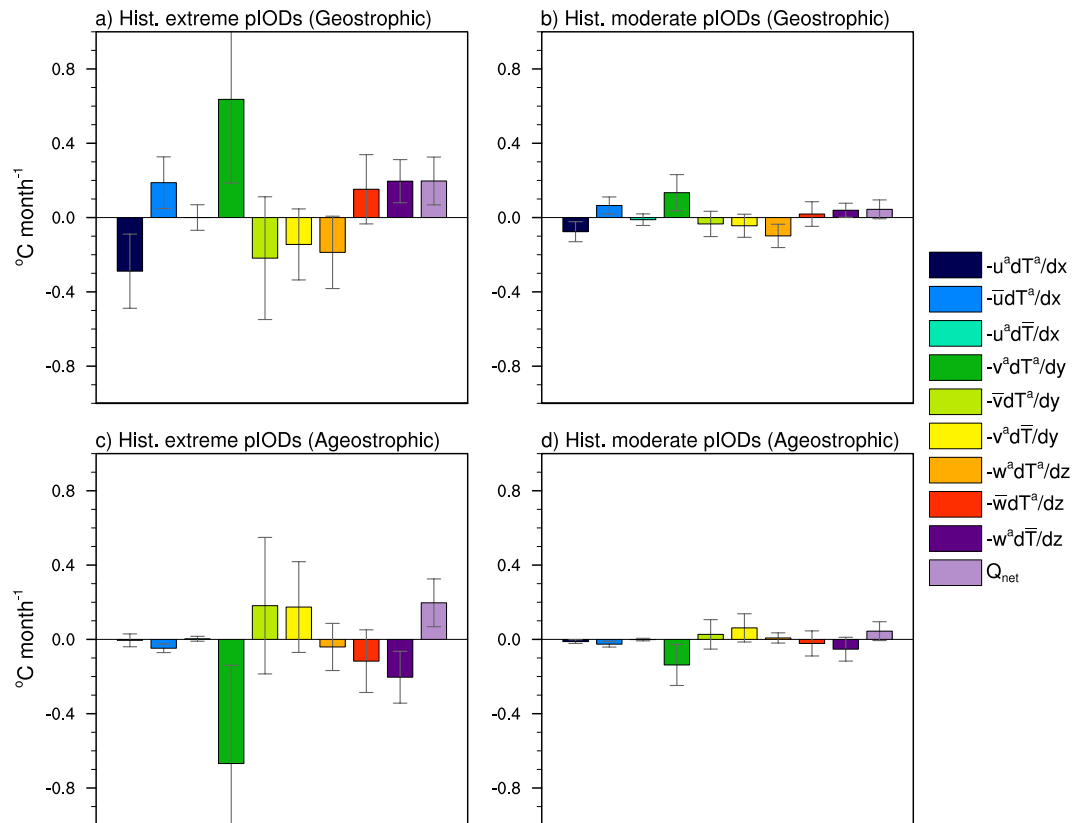 a) Hist. extreme pIODs (Geostrophic)
b) Hist. moderate pIODs (Geostrophic)
0.8
0.4
0.0
-0.4
-0.8
°C month⁻¹
0.8
0.4
0.0
-0.4
-0.8
-uᵃdTᵃ/dx
-u̅dTᵃ/dx
-uᵃdT̅/dx
-vᵃdTᵃ/dy
-v̅dTᵃ/dy
-vᵃdT̅/dy
-wᵃdTᵃ/dz
-w̅dTᵃ/dz
-wᵃdT̅/dz
Qnet
c) Hist. extreme pIODs (Ageostrophic)
d) Hist. moderate pIODs (Ageostrophic)
0.8
0.4
0.0
-0.4
-0.8
°C month⁻¹
0.8
0.4
0.0
-0.4
-0.8